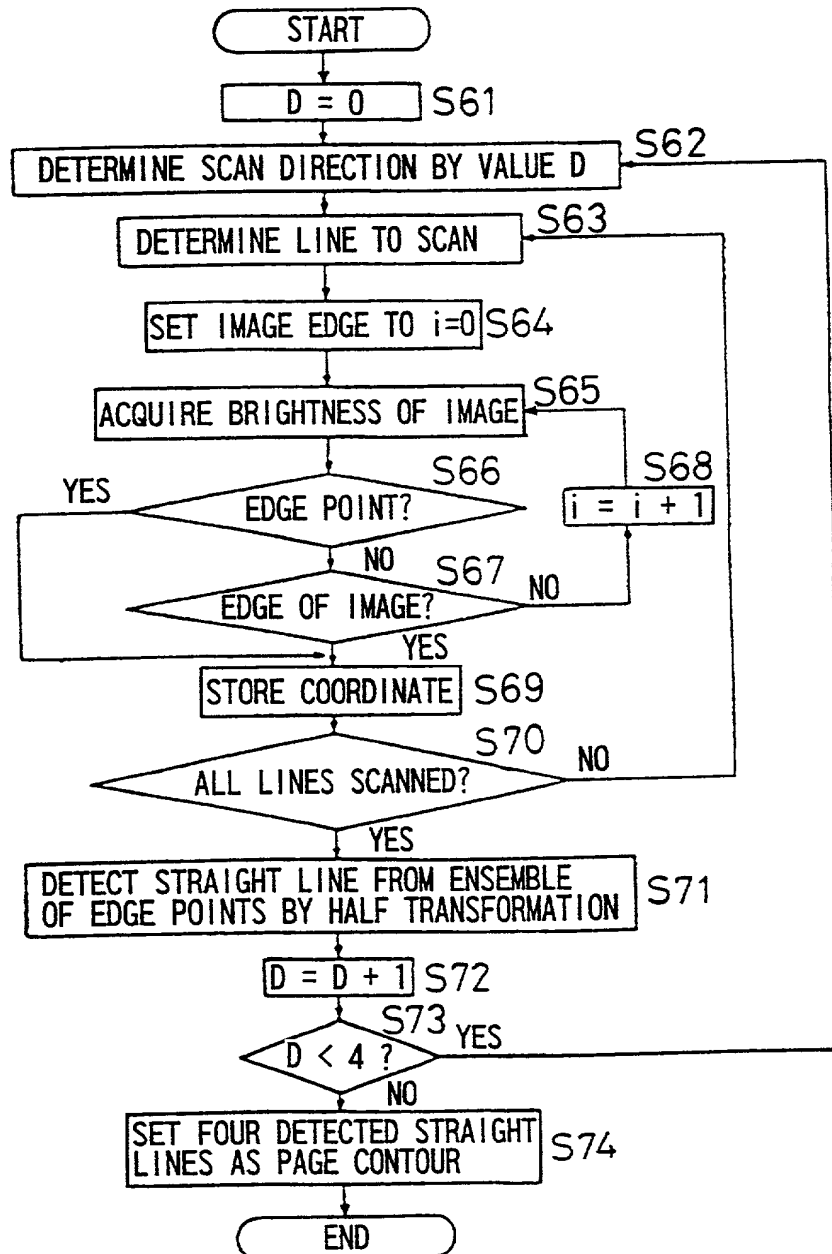 START
D = 0 S61
DETERMINE SCAN DIRECTION BY VALUE D S62
DETERMINE LINE TO SCAN S63
SET IMAGE EDGE TO i=0 S64
ACQUIRE BRIGHTNESS OF IMAGE S65
EDGE POINT? S66
YES
NO
EDGE OF IMAGE? S67
NO
YES
i = i + 1 S68
STORE COORDINATE S69
ALL LINES SCANNED? S70
NO
YES
DETECT STRAIGHT LINE FROM ENSEMBLE
OF EDGE POINTS BY HALF TRANSFORMATION S71
D = D + 1 S72
D < 4 ? S73
YES
NO
SET FOUR DETECTED STRAIGHT
LINES AS PAGE CONTOUR S74
END